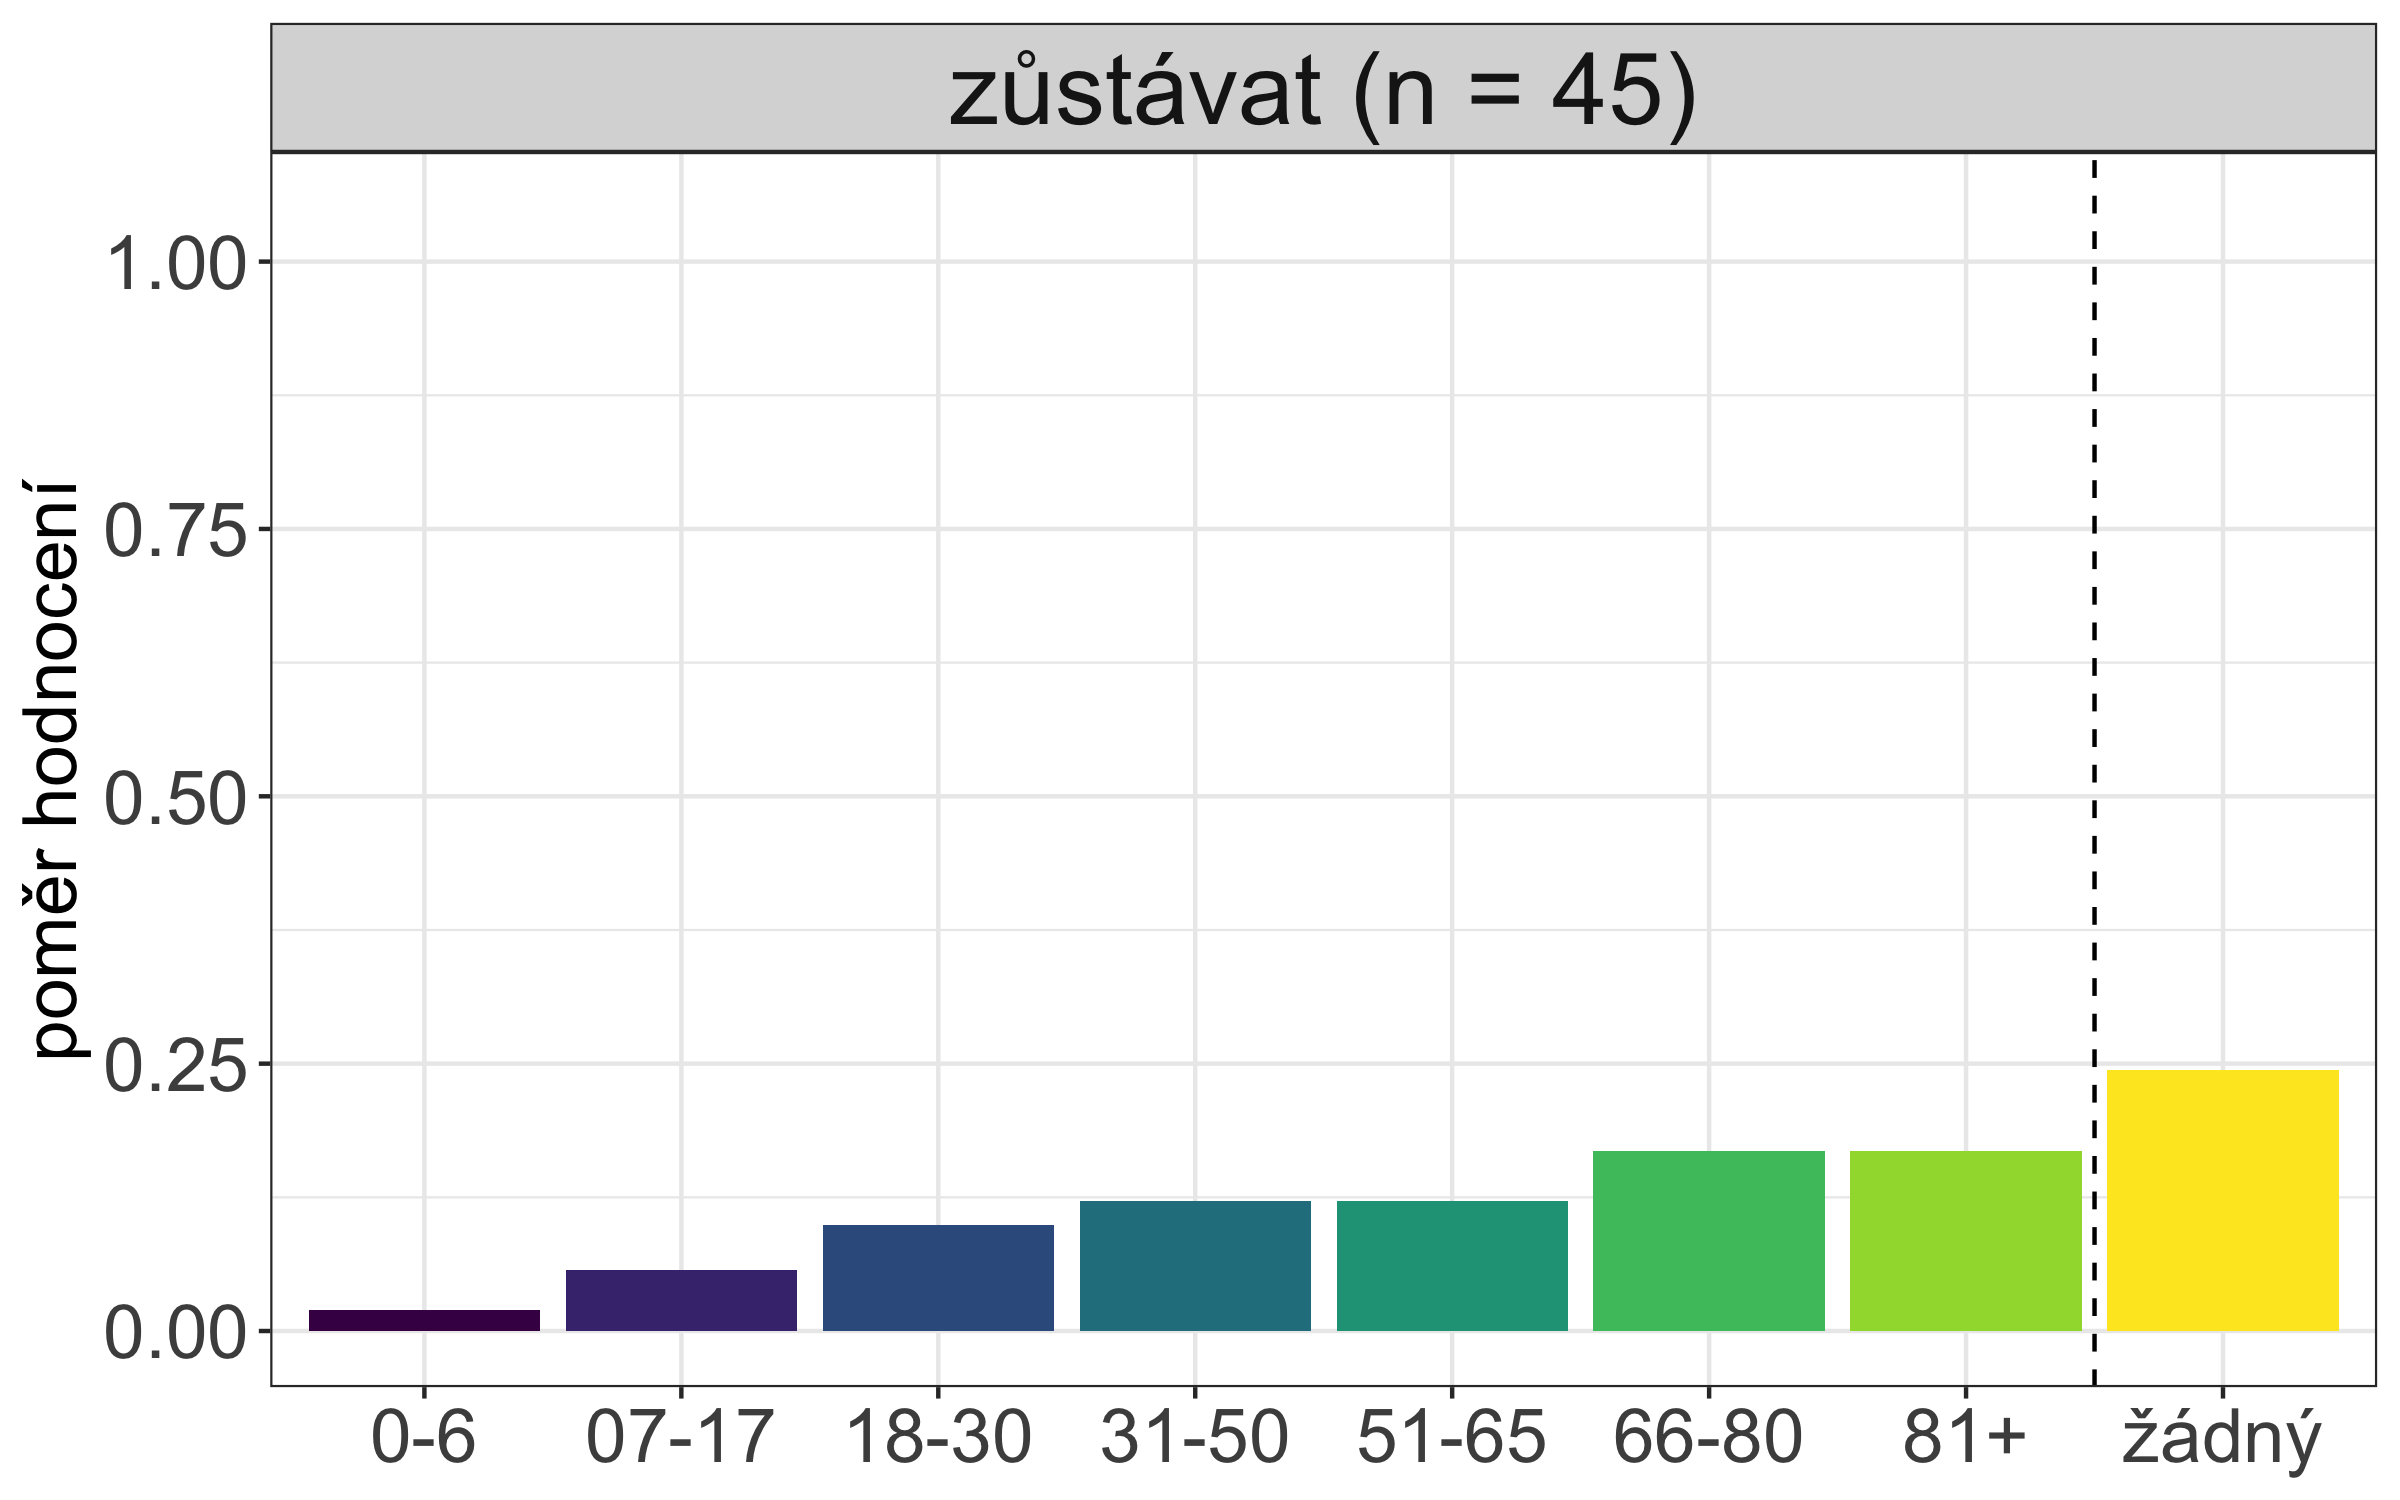 zůstávat (n = 45)
poměr hodnocení
1.00
0.75
0.50
0.25
0.00
0-6 07-17 18-30 31-50 51-65 66-80 81+ žádný